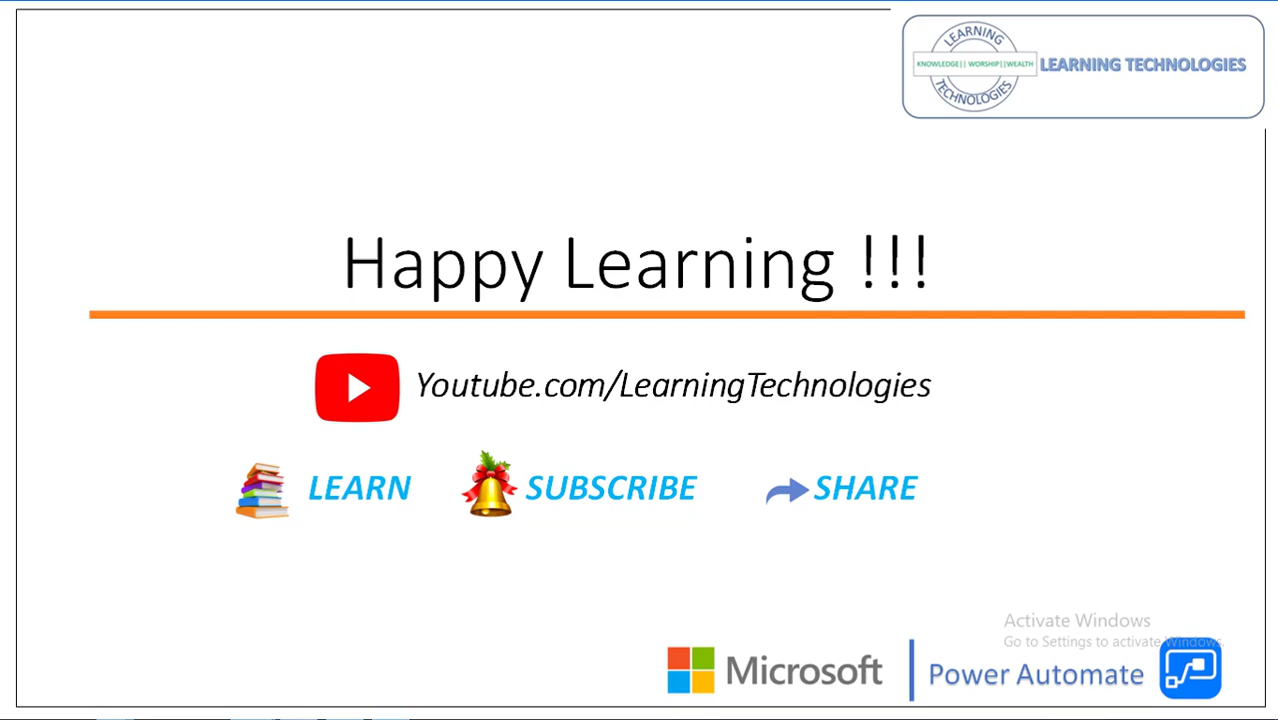 LEARNING
KNOWLEDGE|| WORSHIP||WEALTH
TECHNOLOGIES
LEARNING TECHNOLOGIES
Happy Learning !!!
Youtube.com/LearningTechnologies
LEARN SUBSCRIBE SHARE
Activate Windows
Go to Settings to activate Windows.
Microsoft Power Automate